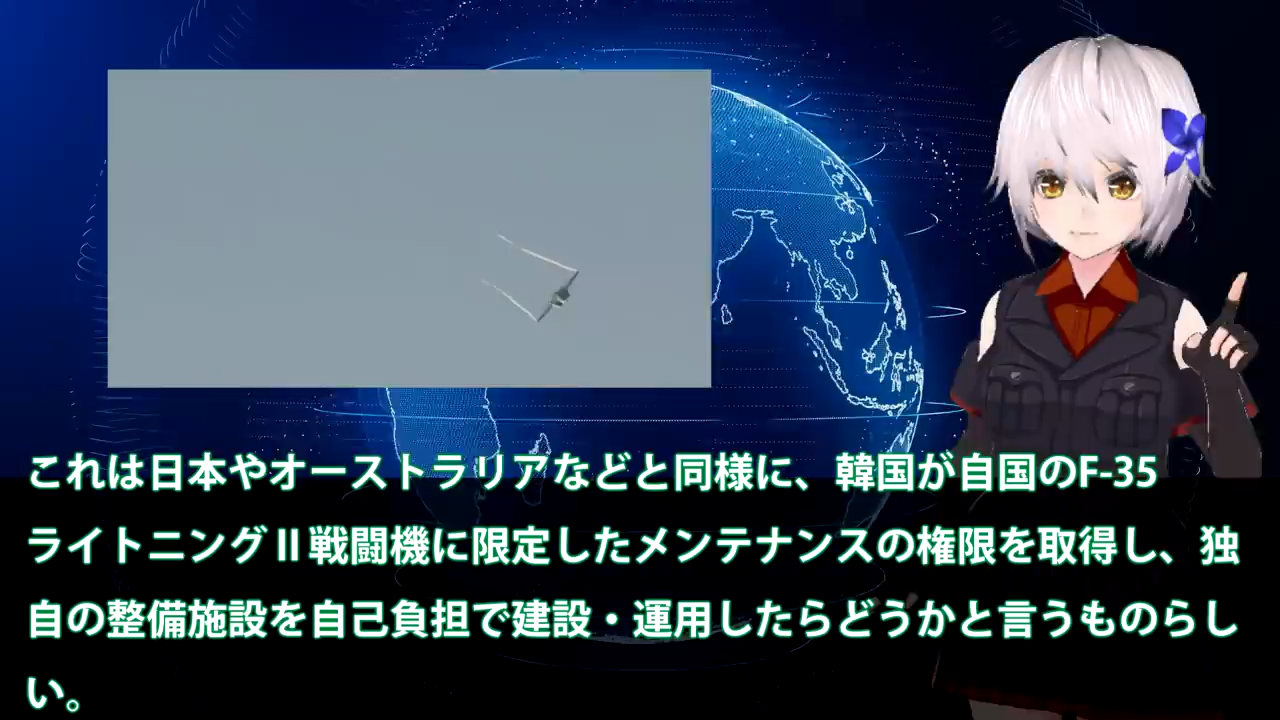 これは日本やオーストラリアなどと同様に、韓国が自国のF-35
ライトニングⅡ戦闘機に限定したメンテナンスの権限を取得し、独
自の整備施設を自己負担で建設・運用したらどうかと言うものらし
い。